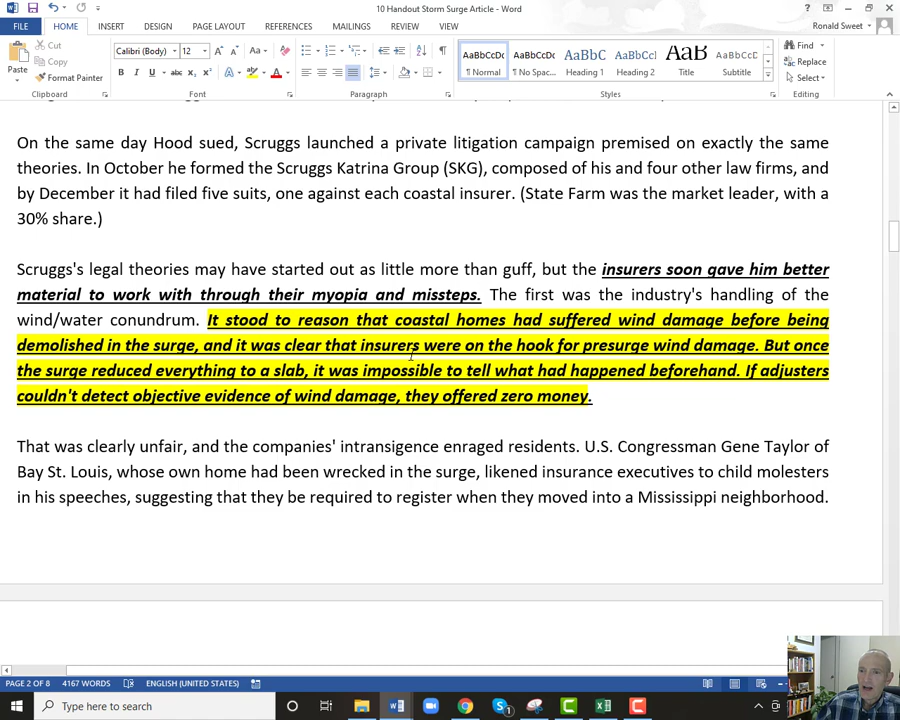 10 Handout Storm Surge Article - Word
FILE HOME INSERT DESIGN PAGE LAYOUT REFERENCES MAILINGS REVIEW VIEW Ronald Sweet
Cut
Copy
Format Painter
Paste
Calibri (Body) 12
Find
Replace
Select
AaBbCcDc AaBbCcDc AaBbC AaBbCcI AaB AaBbCcD
¶ Normal ¶ No Spac... Heading 1 Heading 2 Title Subtitle
Clipboard Font Paragraph Styles Editing
On the same day Hood sued, Scruggs launched a private litigation campaign premised on exactly the same
theories. In October he formed the Scruggs Katrina Group (SKG), composed of his and four other law firms, and
by December it had filed five suits, one against each coastal insurer. (State Farm was the market leader, with a
30% share.)
Scruggs's legal theories may have started out as little more than guff, but the insurers soon gave him better
material to work with through their myopia and missteps. The first was the industry's handling of the
wind/water conundrum. It stood to reason that coastal homes had suffered wind damage before being
demolished in the surge, and it was clear that insurers were on the hook for presurge wind damage. But once
the surge reduced everything to a slab, it was impossible to tell what had happened beforehand. If adjusters
couldn't detect objective evidence of wind damage, they offered zero money.
That was clearly unfair, and the companies' intransigence enraged residents. U.S. Congressman Gene Taylor of
Bay St. Louis, whose own home had been wrecked in the surge, likened insurance executives to child molesters
in his speeches, suggesting that they be required to register when they moved into a Mississippi neighborhood.
PAGE 2 OF 8 4167 WORDS ENGLISH (UNITED STATES)
Type here to search